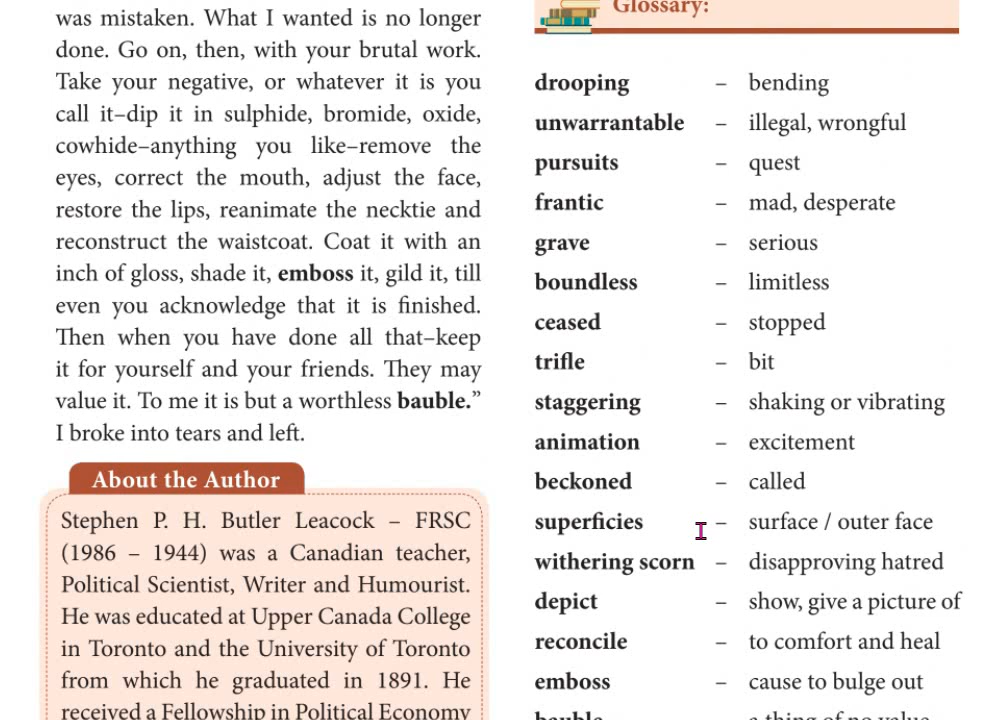 was mistaken. What I wanted is no longer
done. Go on, then, with your brutal work.
Take your negative, or whatever it is you
call it–dip it in sulphide, bromide, oxide,
cowhide–anything you like–remove the
eyes, correct the mouth, adjust the face,
restore the lips, reanimate the necktie and
reconstruct the waistcoat. Coat it with an
inch of gloss, shade it, emboss it, gild it, till
even you acknowledge that it is finished.
Then when you have done all that–keep
it for yourself and your friends. They may
value it. To me it is but a worthless bauble.”
I broke into tears and left.
About the Author
Stephen P. H. Butler Leacock – FRSC
(1986 – 1944) was a Canadian teacher,
Political Scientist, Writer and Humourist.
He was educated at Upper Canada College
in Toronto and the University of Toronto
from which he graduated in 1891. He
received a Fellowship in Political Economy
Glossary:
drooping – bending
unwarrantable – illegal, wrongful
pursuits – quest
frantic – mad, desperate
grave – serious
boundless – limitless
ceased – stopped
trifle – bit
staggering – shaking or vibrating
animation – excitement
beckoned – called
superficies – surface / outer face
withering scorn – disapproving hatred
depict – show, give a picture of
reconcile – to comfort and heal
emboss – cause to bulge out
bauble – a thing of no value